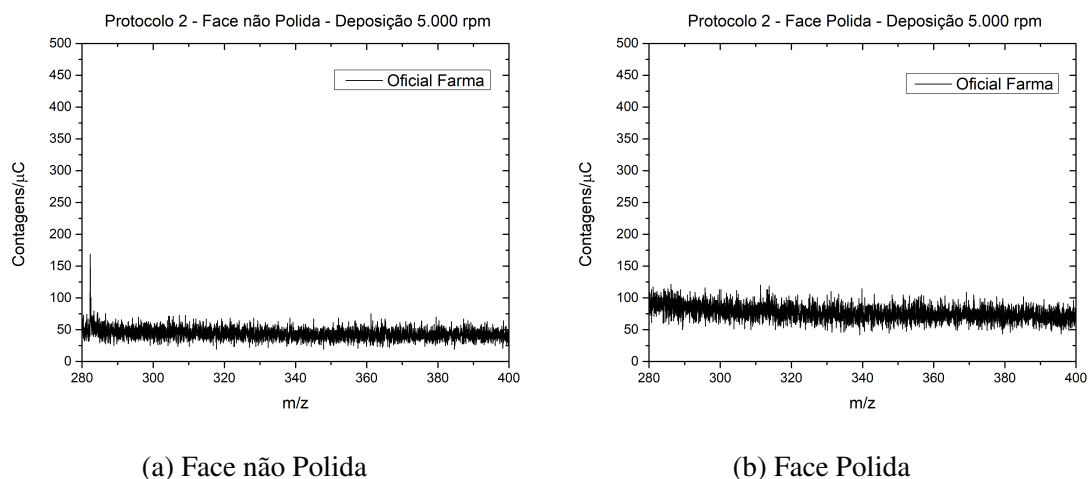 Protocolo 2 - Face não Polida - Deposição 5.000 rpm
500
450
400
350
300
250
200
150
100
50
0
Contagens/μC
Oficial Farma
280 300 320 340 360 380 400
m/z
(a) Face não Polida
Protocolo 2 - Face Polida - Deposição 5.000 rpm
500
450
400
350
300
250
200
150
100
50
0
Contagens/μC
Oficial Farma
280 300 320 340 360 380 400
m/z
(b) Face Polida